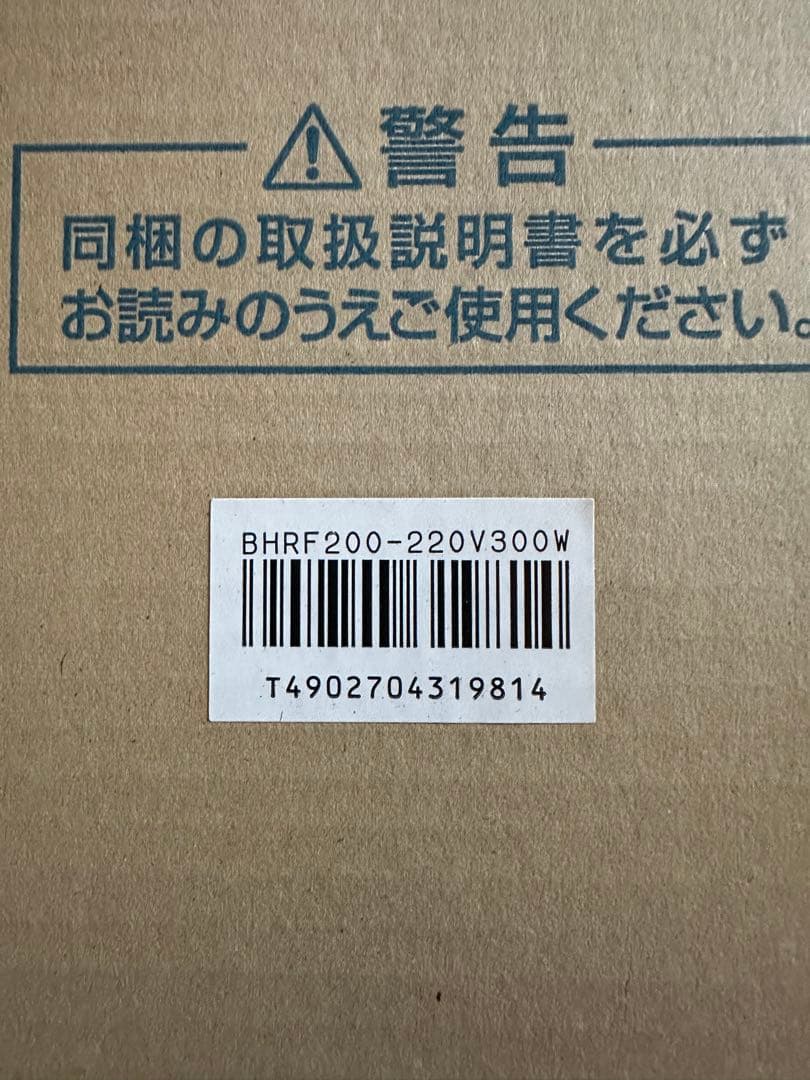 警告
同梱の取扱説明書を必ず
お読みのうえご使用ください。
BHRF200-220V300W
T4902704319814